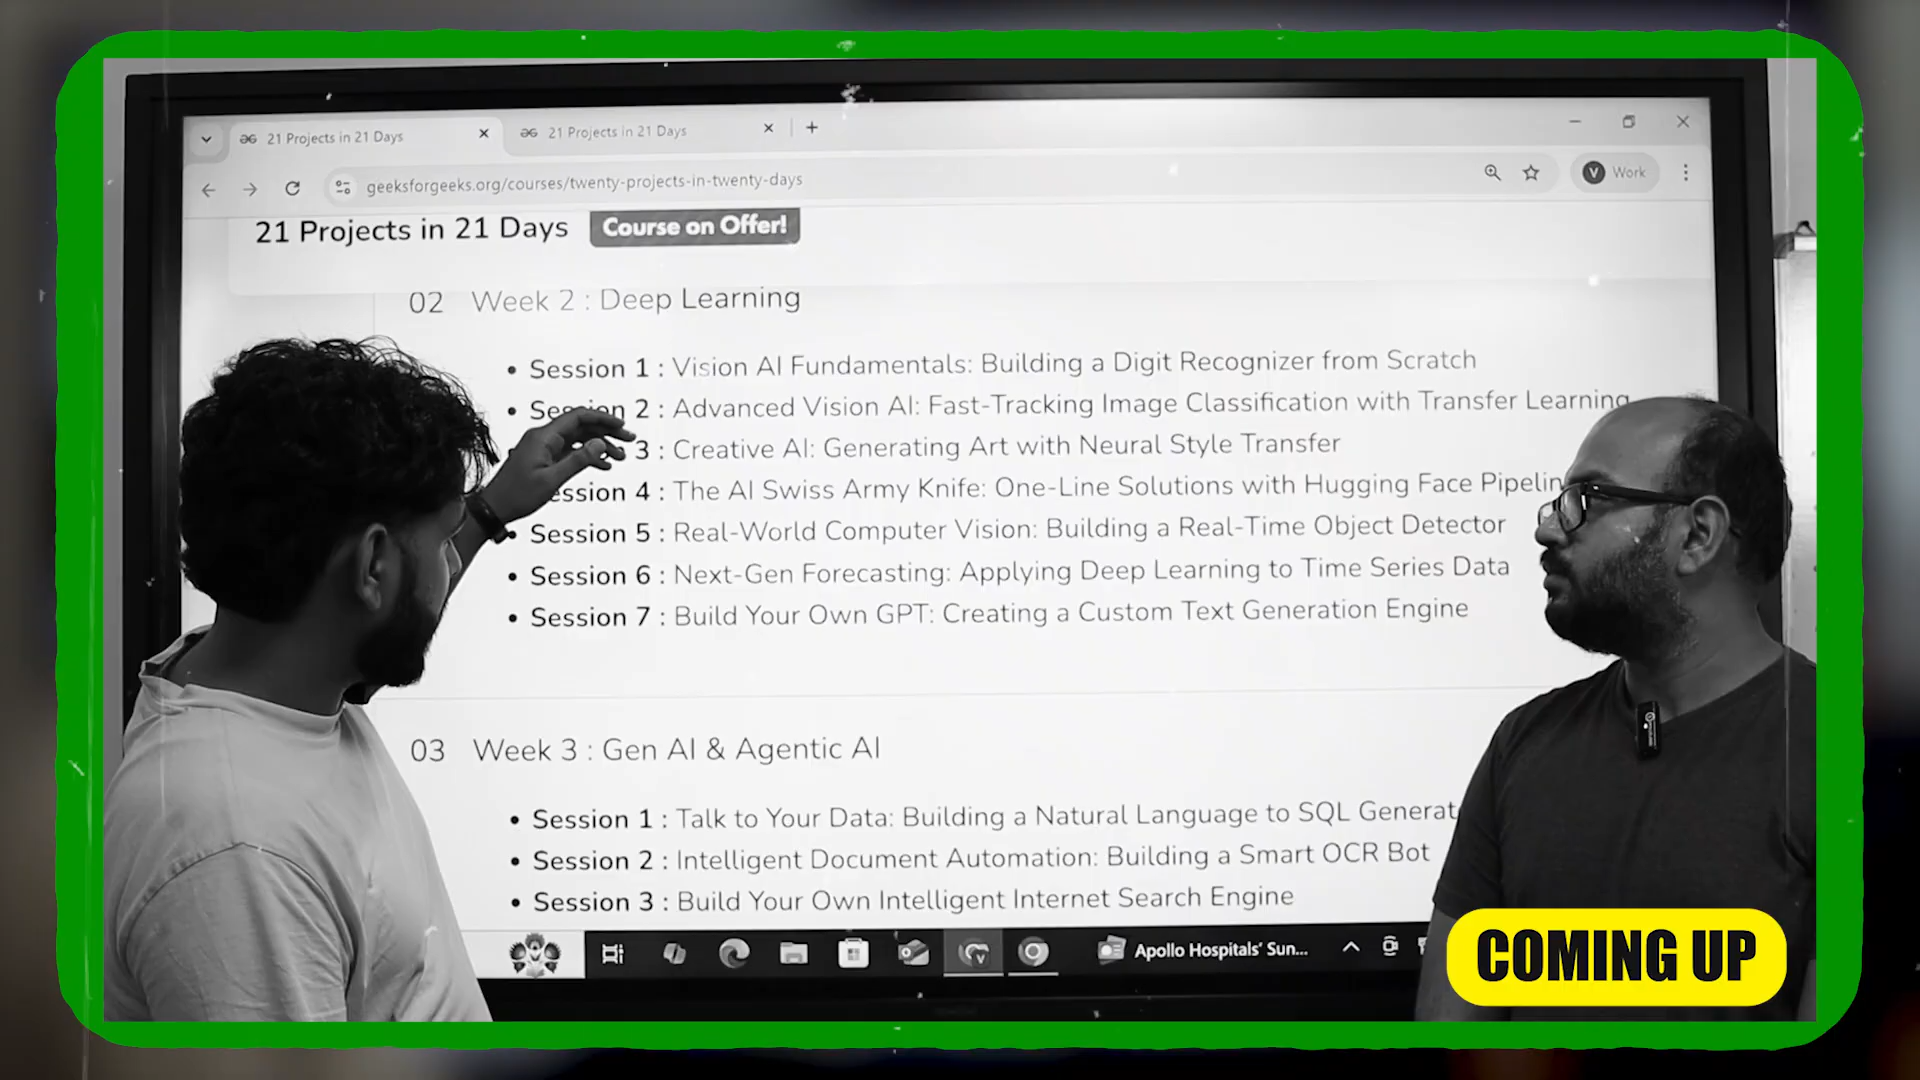 21 Projects in 21 Days
21 Projects in 21 Days
geeksforgeeks.org/courses/twenty-projects-in-twenty-days
V Work
21 Projects in 21 Days Course on Offer!
02 Week 2 : Deep Learning
• Session 1 : Vision AI Fundamentals: Building a Digit Recognizer from Scratch
• Session 2 : Advanced Vision AI: Fast-Tracking Image Classification with Transfer Learning
3 : Creative AI: Generating Art with Neural Style Transfer
ession 4 : The AI Swiss Army Knife: One-Line Solutions with Hugging Face Pipelin
• Session 5 : Real-World Computer Vision: Building a Real-Time Object Detector
• Session 6 : Next-Gen Forecasting: Applying Deep Learning to Time Series Data
• Session 7 : Build Your Own GPT: Creating a Custom Text Generation Engine
03 Week 3 : Gen AI & Agentic AI
• Session 1 : Talk to Your Data: Building a Natural Language to SQL Generat
• Session 2 : Intelligent Document Automation: Building a Smart OCR Bot
• Session 3 : Build Your Own Intelligent Internet Search Engine
Apollo Hospitals' Sun...
COMING UP